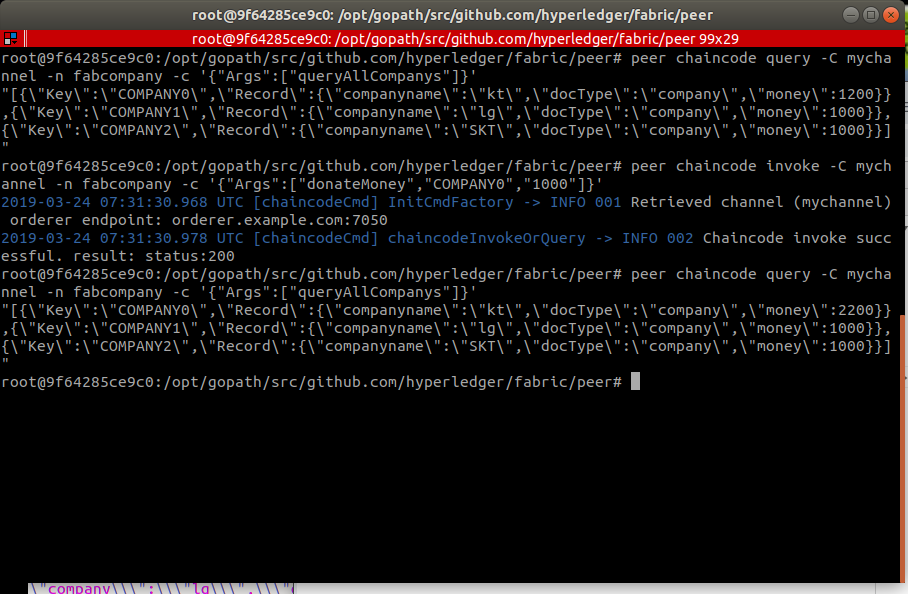 root@9f64285ce9c0: /opt/gopath/src/github.com/hyperledger/fabric/peer
root@9f64285ce9c0: /opt/gopath/src/github.com/hyperledger/fabric/peer 99x29
root@9f64285ce9c0:/opt/gopath/src/github.com/hyperledger/fabric/peer# peer chaincode query -C mycha
nnel -n fabcompany -c '{"Args":["queryAllCompanys"]}'
"[{\"Key\":\"COMPANY0\",\"Record\":{\"companyname\":\"kt\",\"docType\":\"company\",\"money\":1200}}
,{\"Key\":\"COMPANY1\",\"Record\":{\"companyname\":\"lg\",\"docType\":\"company\",\"money\":1000}},
{\"Key\":\"COMPANY2\",\"Record\":{\"companyname\":\"SKT\",\"docType\":\"company\",\"money\":1000}}]
"
root@9f64285ce9c0:/opt/gopath/src/github.com/hyperledger/fabric/peer# peer chaincode invoke -C mych
annel -n fabcompany -c '{"Args":["donateMoney","COMPANY0","1000"]}'
2019-03-24 07:31:30.968 UTC [chaincodeCmd] InitCmdFactory -> INFO 001 Retrieved channel (mychannel)
 orderer endpoint: orderer.example.com:7050
2019-03-24 07:31:30.978 UTC [chaincodeCmd] chaincodeInvokeOrQuery -> INFO 002 Chaincode invoke succ
essful. result: status:200
root@9f64285ce9c0:/opt/gopath/src/github.com/hyperledger/fabric/peer# peer chaincode query -C mycha
nnel -n fabcompany -c '{"Args":["queryAllCompanys"]}'
"[{\"Key\":\"COMPANY0\",\"Record\":{\"companyname\":\"kt\",\"docType\":\"company\",\"money\":2200}}
,{\"Key\":\"COMPANY1\",\"Record\":{\"companyname\":\"lg\",\"docType\":\"company\",\"money\":1000}},
{\"Key\":\"COMPANY2\",\"Record\":{\"companyname\":\"SKT\",\"docType\":\"company\",\"money\":1000}}]
"
root@9f64285ce9c0:/opt/gopath/src/github.com/hyperledger/fabric/peer#
\"company\\\":\\\"lg\\\",\\\"